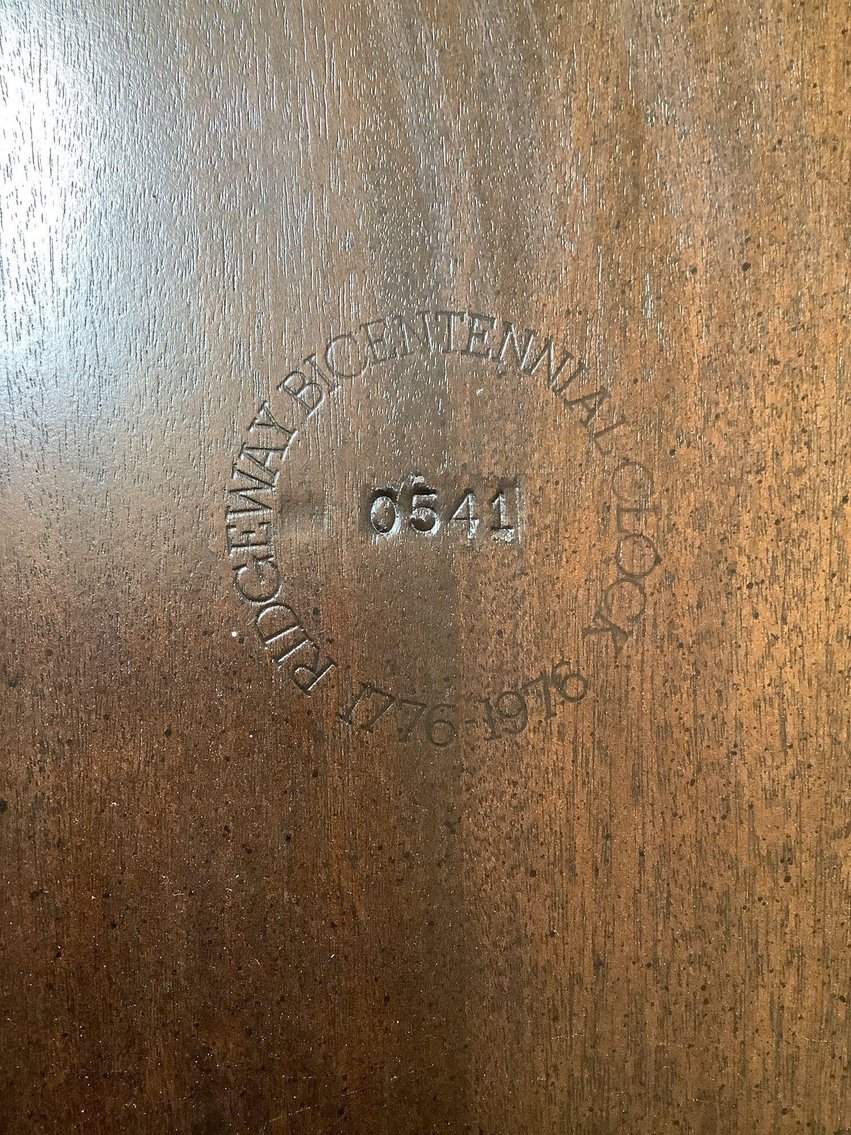 RIDGEWAY BICENTENNIAL CLOCK
0541
1776-1976